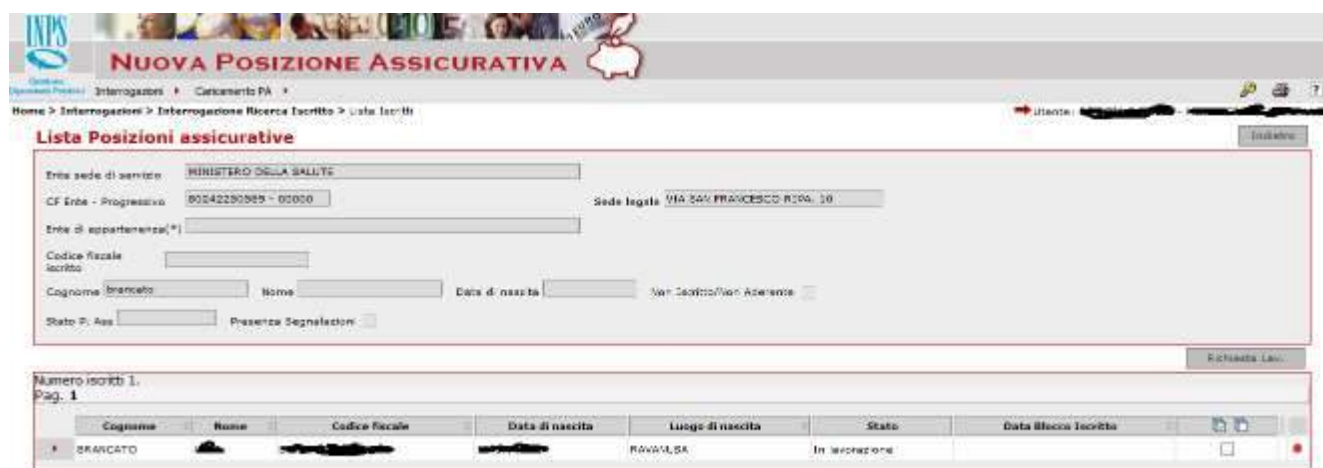 INPS
NUOVA POSIZIONE ASSICURATIVA
Interrogazioni Caricamento PA ?
Home > Interrogazioni > Interrogazione Ricerca Iscritto > Lista Iscritti
Utente:
Lista Posizioni assicurative
Indietro
Ente sede di servizio MINISTERO DELLA SALUTE
CF Ente - Progressivo - 00000 Sede legale VIA SAN FRANCESCO RIPA, 10
Ente di appartenenza(*)
Codice fiscale iscritto
Cognome brancato Nome Data di nascita Non Iscritto/Non Aderente
Stato P. Ass Presenza Segnalazioni
Richiesta Lav.
Numero iscritti 1.
Pag. 1
Cognome Nome Codice fiscale Data di nascita Luogo di nascita Stato Data Blocco Iscritto
BRANCATO RAVANUSA In lavorazione